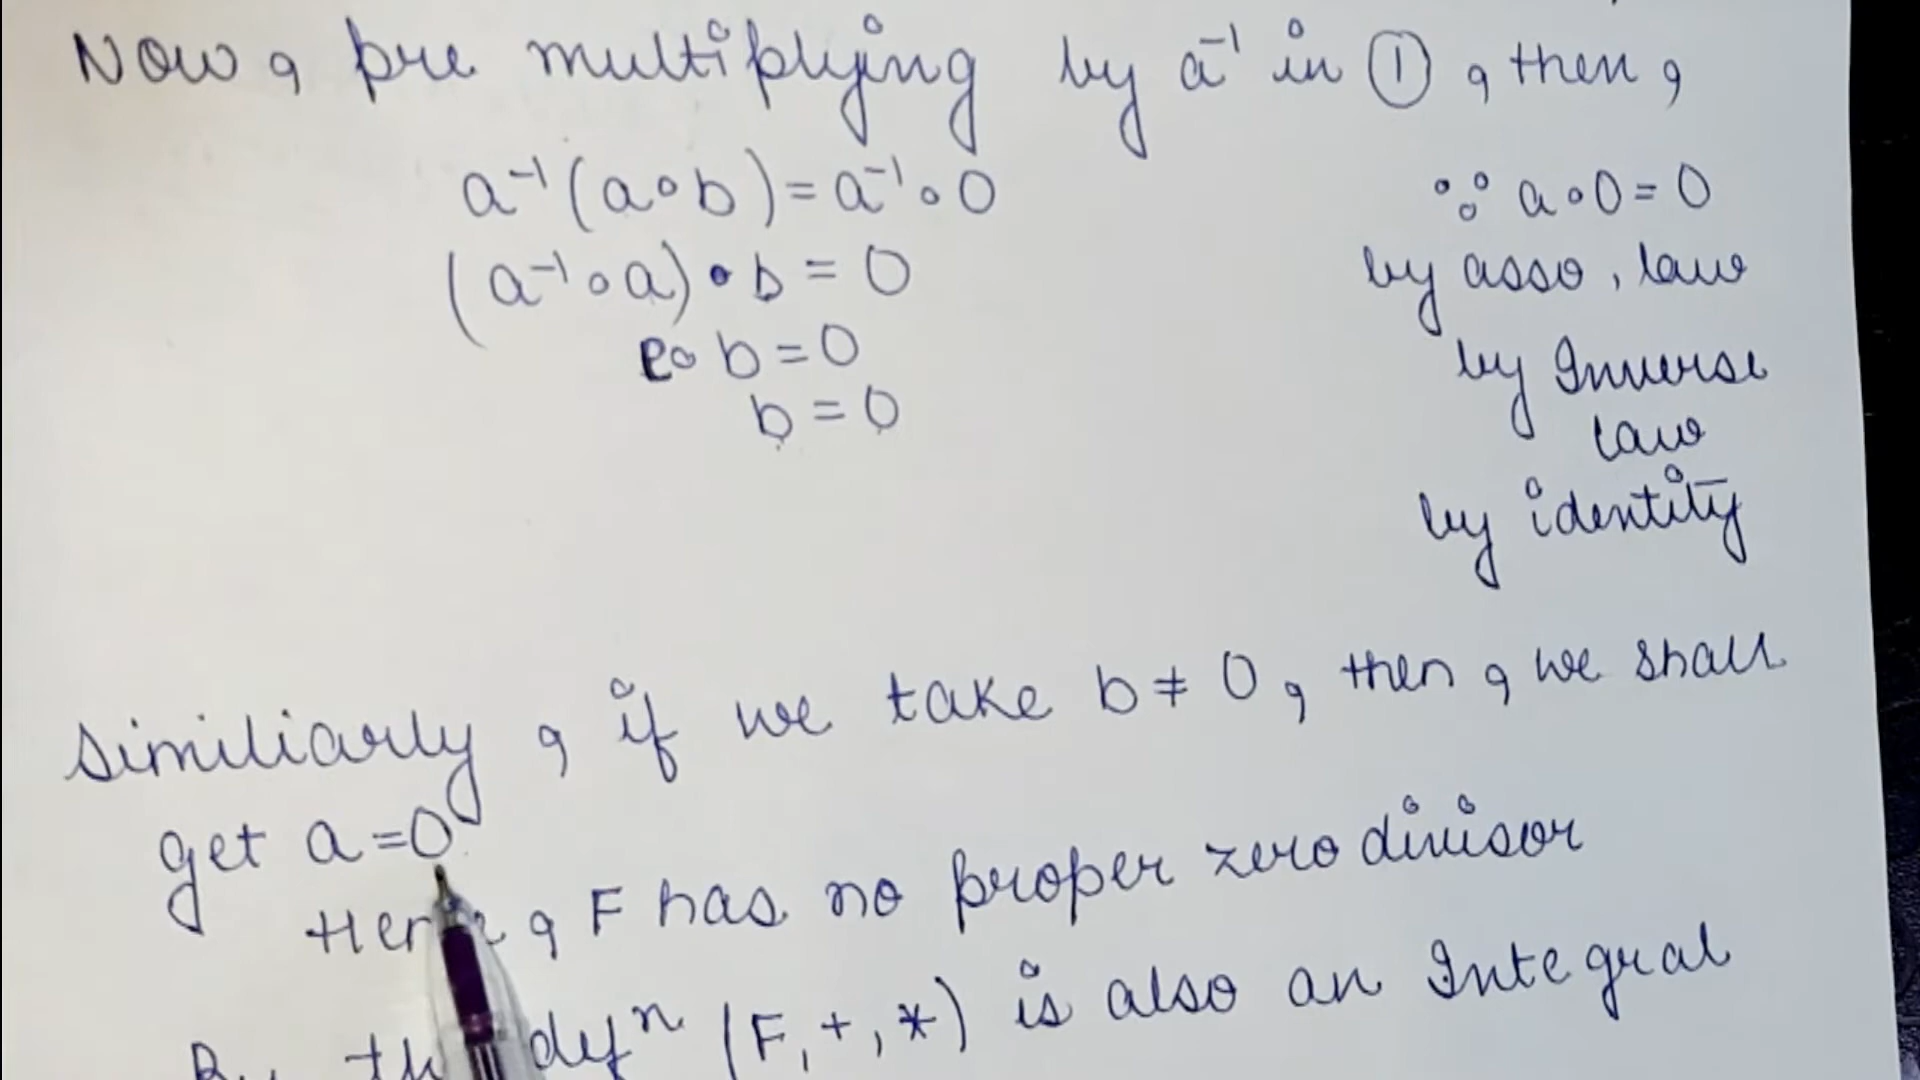 Now, pre multiplying by a⁻¹ in ①, then,
a⁻¹(a∘b) = a⁻¹∘0 ∵ a∘0 = 0
(a⁻¹∘a)∘b = 0 by asso. law
e∘b = 0 by Inverse law
b = 0
by identity
Similiarly, if we take b ≠ 0, then, we shall
get a = 0
, F has no proper zero divisor
defⁿ (F, +, *) is also an Integral